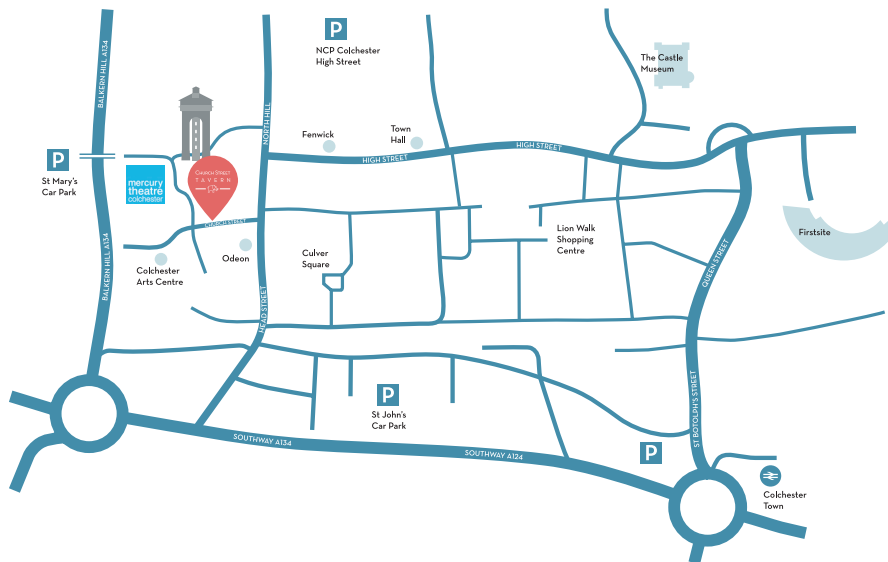 BALKERN HILL A134
P
NCP Colchester
High Street
The Castle
Museum
NORTH HILL
Fenwick
Town
Hall
HIGH STREET
HIGH STREET
P
St Mary's
Car Park
mercury
theatre
colchester
CHURCH STREET
TAVERN
CHURCH STREET
Firstsite
Lion Walk
Shopping
Centre
Culver
Square
Odeon
Colchester
Arts Centre
BALKERN HILL A134
QUEEN STREET
HEAD STREET
P
St John's
Car Park
ST BOTOLPH'S STREET
SOUTHWAY A134
SOUTHWAY A124
P
Colchester
Town